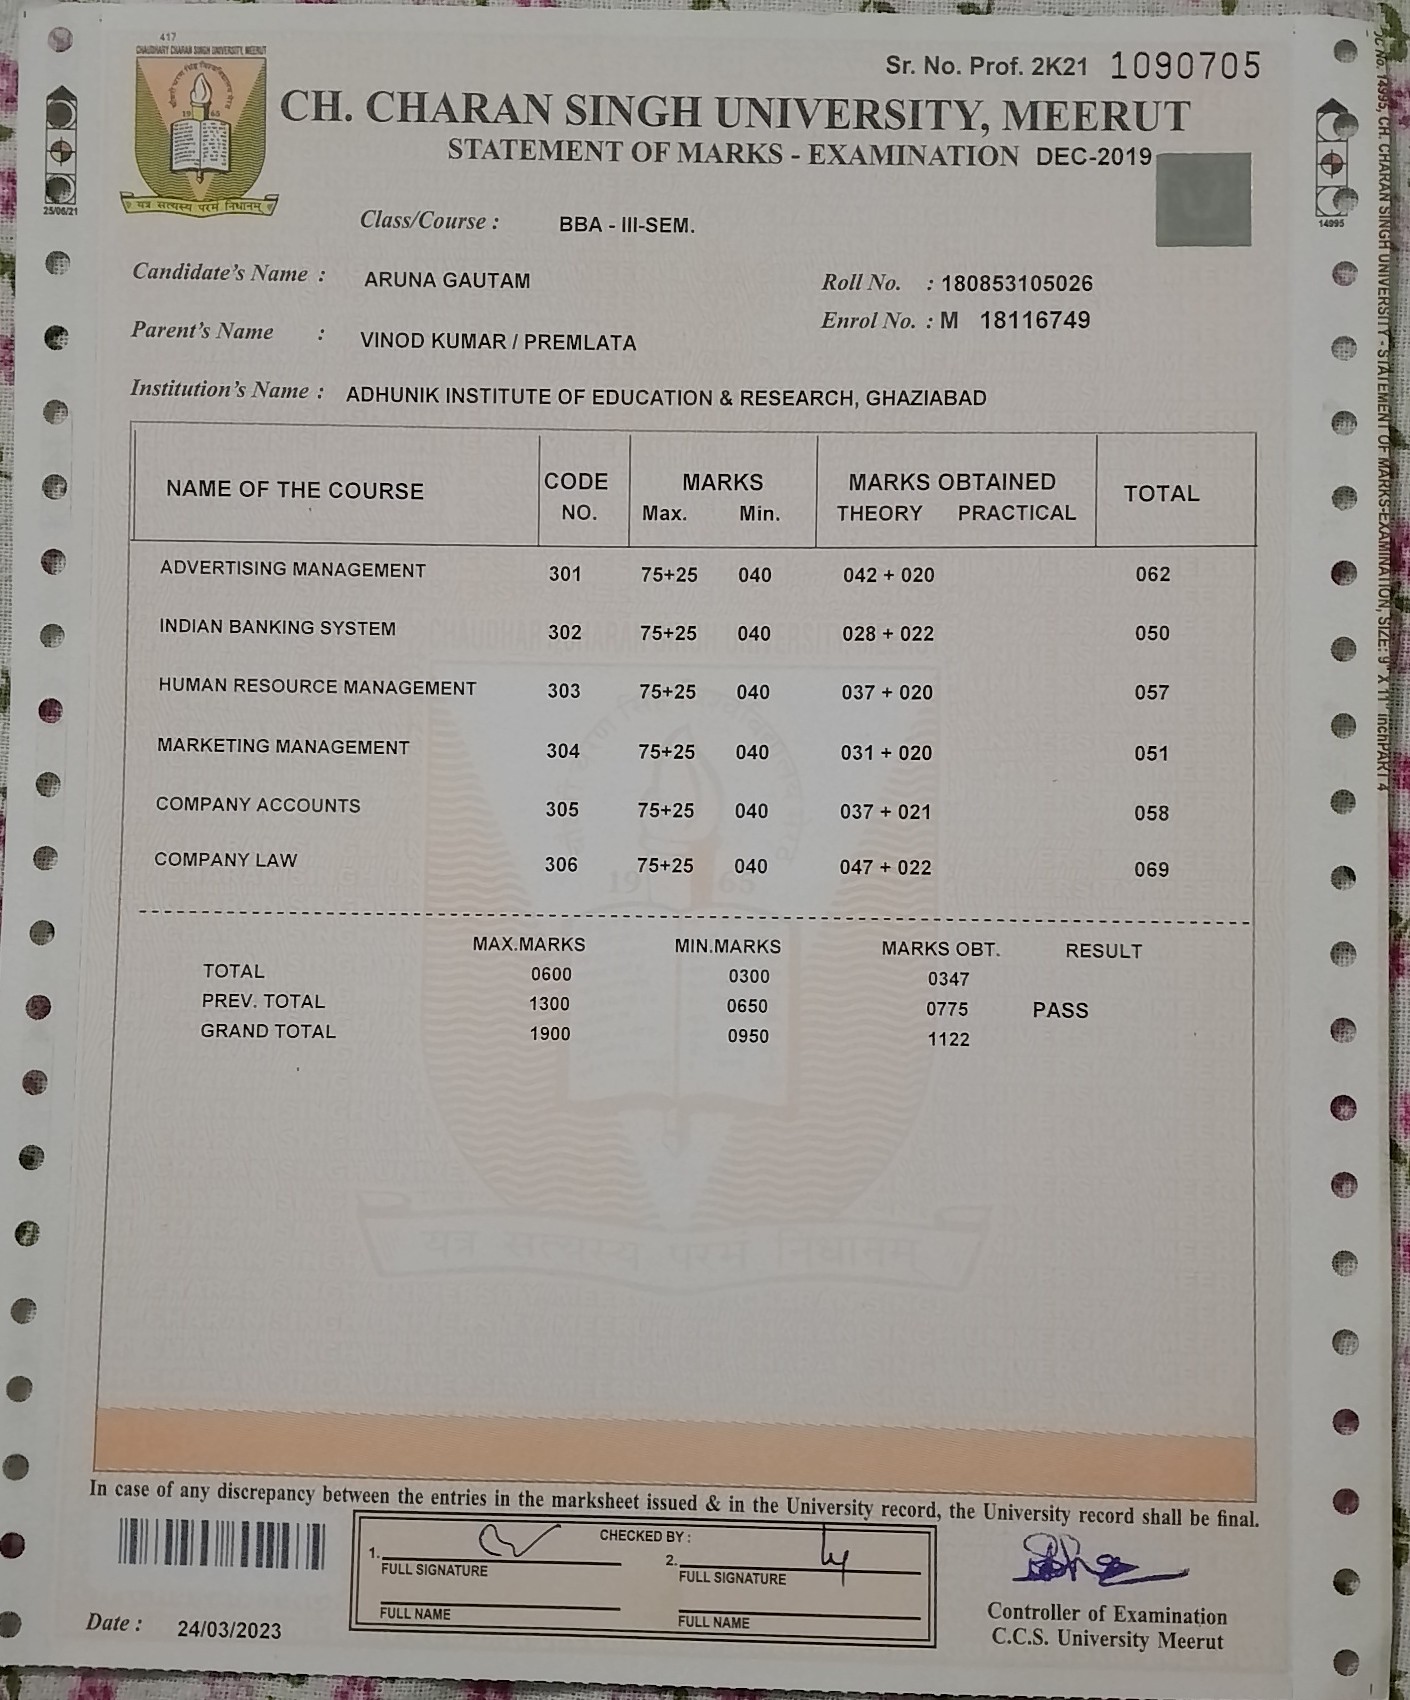 417
CHAUDHARY CHARAN SINGH UNIVERSITY, MEERUT
19 65
यत्र सत्यस्य परमं निधानम्
Sr. No. Prof. 2K21 1090705
CH. CHARAN SINGH UNIVERSITY, MEERUT
STATEMENT OF MARKS - EXAMINATION DEC-2019
25/06/21
14995
Class/Course : BBA - III-SEM.
Candidate's Name : ARUNA GAUTAM
Roll No. : 180853105026
Enrol No. : M 18116749
Parent's Name : VINOD KUMAR / PREMLATA
Institution's Name : ADHUNIK INSTITUTE OF EDUCATION & RESEARCH, GHAZIABAD
NAME OF THE COURSE CODE NO. MARKS Max. Min. MARKS OBTAINED THEORY PRACTICAL TOTAL
ADVERTISING MANAGEMENT 301 75+25 040 042 + 020 062
INDIAN BANKING SYSTEM 302 75+25 040 028 + 022 050
HUMAN RESOURCE MANAGEMENT 303 75+25 040 037 + 020 057
MARKETING MANAGEMENT 304 75+25 040 031 + 020 051
COMPANY ACCOUNTS 305 75+25 040 037 + 021 058
COMPANY LAW 306 75+25 040 047 + 022 069
MAX.MARKS MIN.MARKS MARKS OBT. RESULT
TOTAL 0600 0300 0347
PREV. TOTAL 1300 0650 0775 PASS
GRAND TOTAL 1900 0950 1122
19 65
यत्र सत्यस्य परमं निधानम्
In case of any discrepancy between the entries in the marksheet issued & in the University record, the University record shall be final.
CHECKED BY :
1. 2.
FULL SIGNATURE FULL SIGNATURE
FULL NAME FULL NAME
Date : 24/03/2023
Controller of Examination
C.C.S. University Meerut
JC No. 14995, CH. CHARAN SINGH UNIVERSITY - STATEMENT OF MARKS-EXAMINATION, SIZE: 9" X 11" inchPART 4